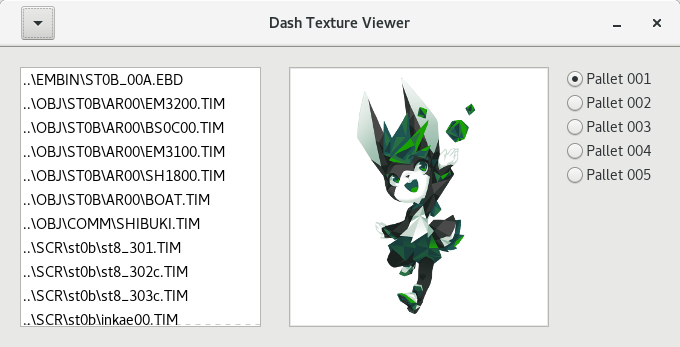 Dash Texture Viewer
..\EMBIN\ST0B_00A.EBD
..\OBJ\ST0B\AR00\EM3200.TIM
..\OBJ\ST0B\AR00\BS0C00.TIM
..\OBJ\ST0B\AR00\EM3100.TIM
..\OBJ\ST0B\AR00\SH1800.TIM
..\OBJ\ST0B\AR00\BOAT.TIM
..\OBJ\COMM\SHIBUKI.TIM
..\SCR\st0b\st8_301.TIM
..\SCR\st0b\st8_302c.TIM
..\SCR\st0b\st8_303c.TIM
..\SCR\st0b\inkae00.TIM
Pallet 001
Pallet 002
Pallet 003
Pallet 004
Pallet 005